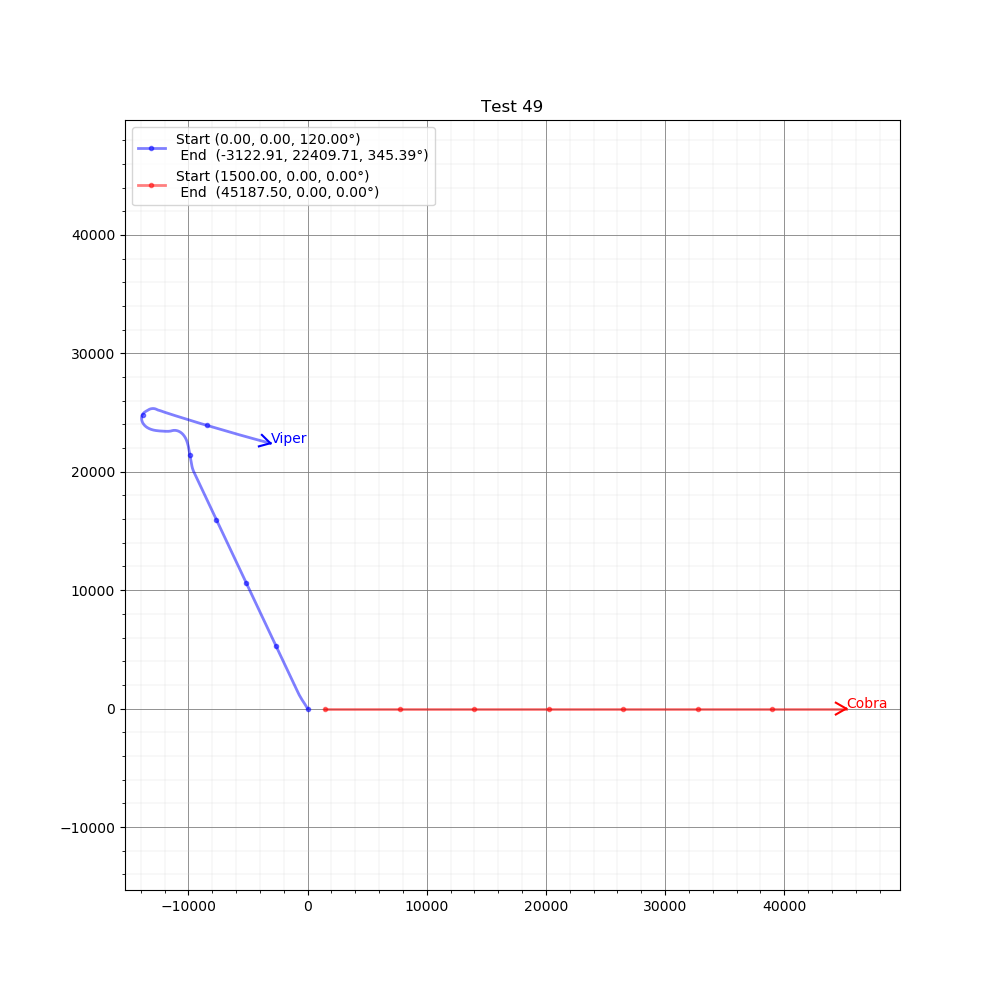 Test 49
Start (0.00, 0.00, 120.00°)
End  (-3122.91, 22409.71, 345.39°)
Start (1500.00, 0.00, 0.00°)
End  (45187.50, 0.00, 0.00°)
40000
30000
20000
10000
0
−10000
Viper
Cobra
−10000 0 10000 20000 30000 40000